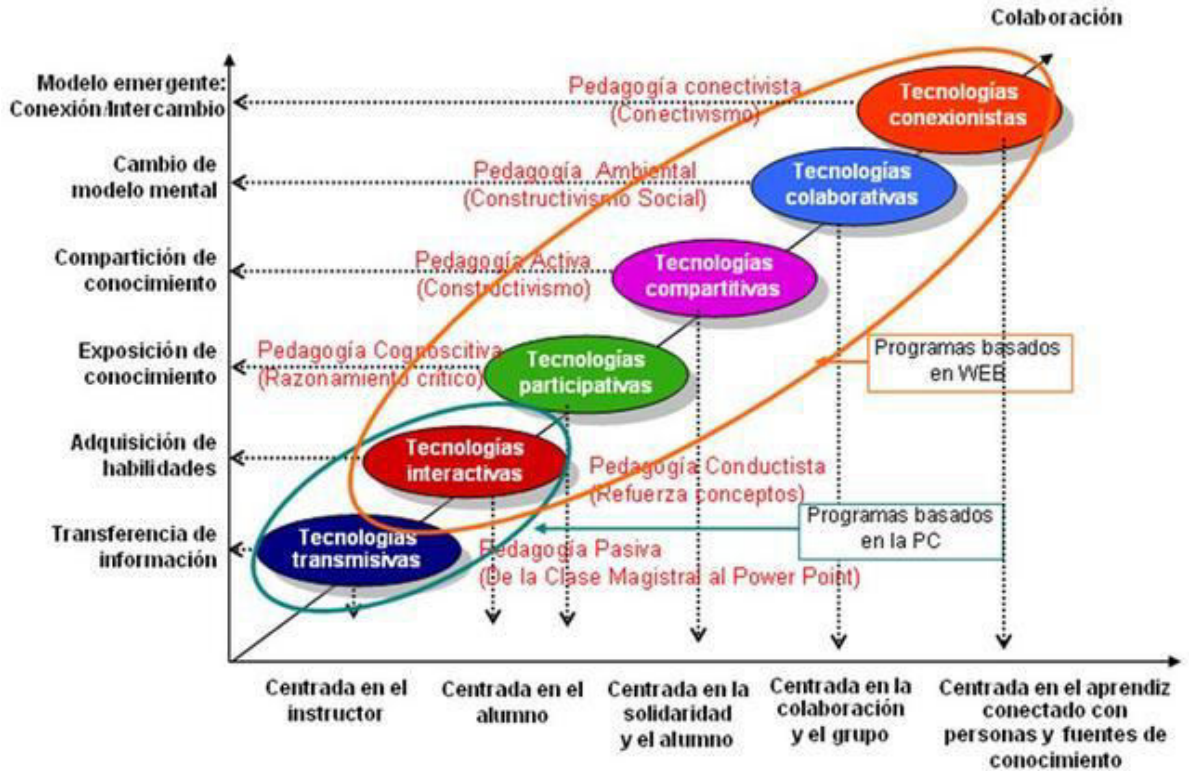 Colaboración
Modelo emergente:
Conexión/Intercambio
Pedagogía conectivista
(Conectivismo)
Tecnologías
conexionistas
Cambio de
modelo mental
Pedagogía Ambiental
(Constructivismo Social)
Tecnologías
colaborativas
Compartición de
conocimiento
Pedagogía Activa
(Constructivismo)
Tecnologías
compartitivas
Exposición de
conocimiento
Pedagogía Cognoscitiva
(Razonamiento crítico)
Tecnologías
participativas
Programas basados
en WEB
Adquisición de
habilidades
Tecnologías
interactivas
Pedagogía Conductista
(Refuerza conceptos)
Programas basados
en la PC
Transferencia de
información
Tecnologías
transmisivas
Pedagogía Pasiva
(De la Clase Magistral al Power Point)
Centrada en el
instructor
Centrada en el
alumno
Centrada en la
solidaridad
y el alumno
Centrada en la
colaboración
y el grupo
Centrada en el aprendiz
conectado con
personas y fuentes de
conocimiento